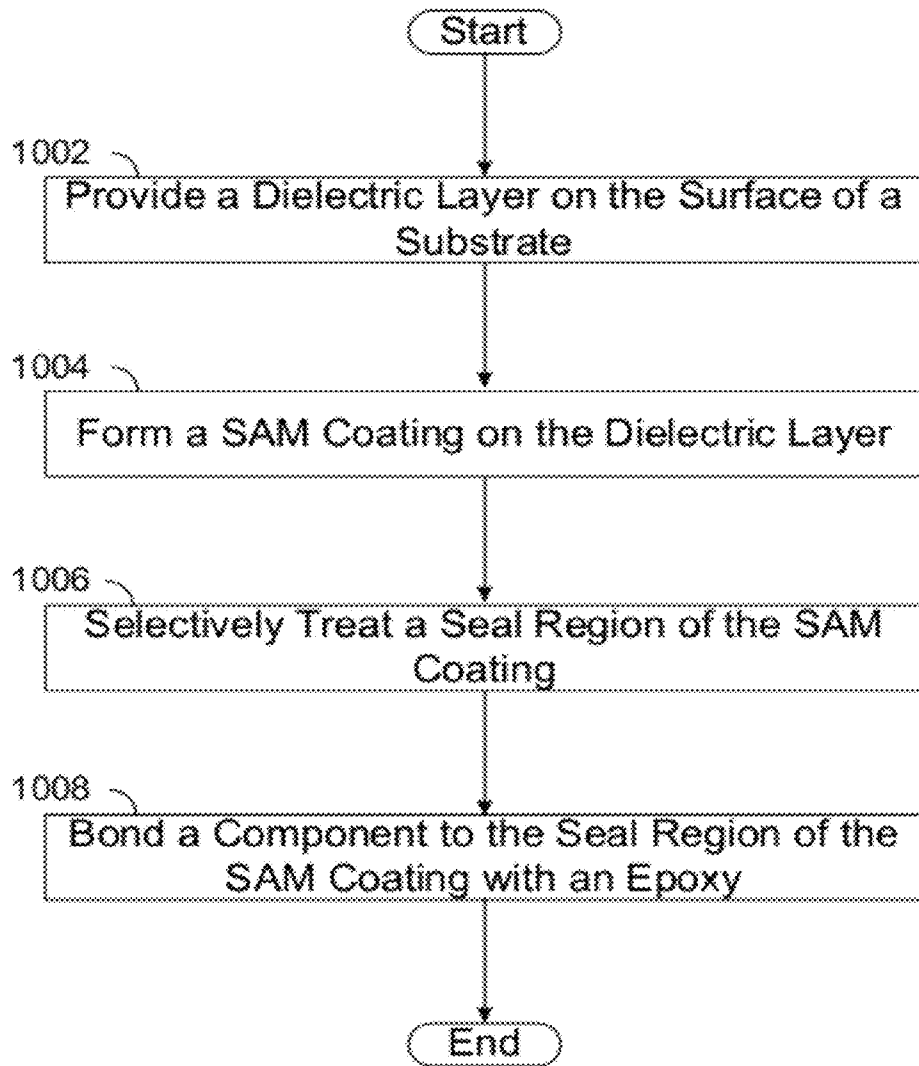 Start
1002
Provide a Dielectric Layer on the Surface of a
Substrate
1004
Form a SAM Coating on the Dielectric Layer
1006
Selectively Treat a Seal Region of the SAM
Coating
1008
Bond a Component to the Seal Region of the
SAM Coating with an Epoxy
End